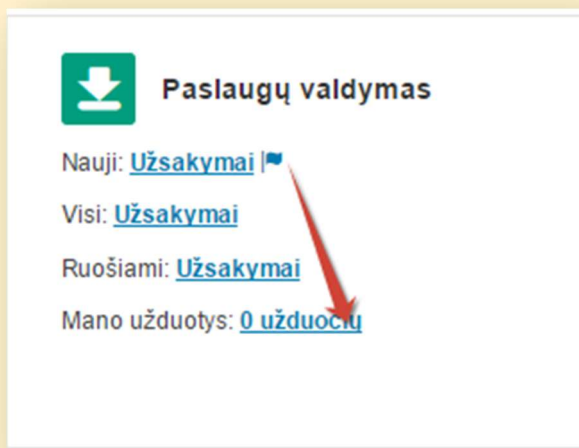 Paslaugų valdymas
Nauji: Užsakymai
Visi: Užsakymai
Ruošiami: Užsakymai
Mano užduotys: 0 užduočių